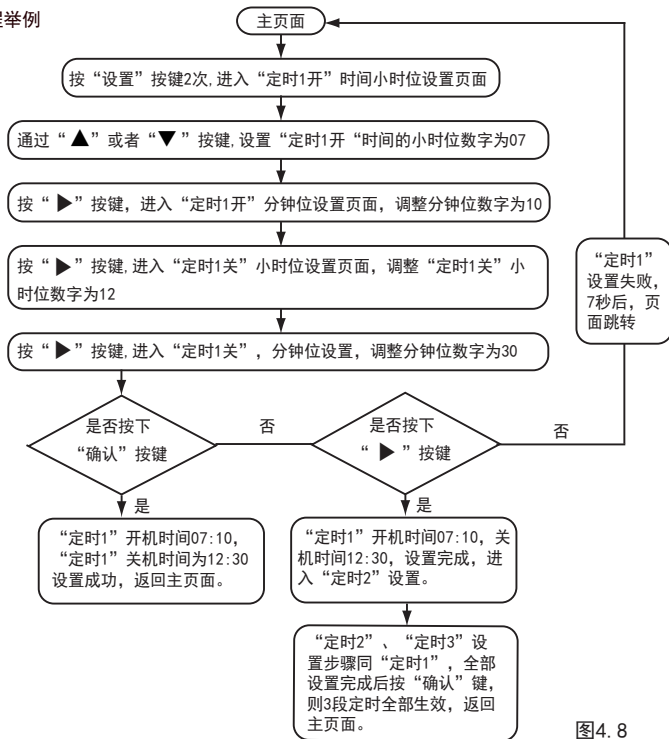 举例
主页面
按“设置”按键2次,进入“定时1开”时间小时位设置页面
通过“▲”或者“▼”按键,设置“定时1开“时间的小时位数字为07
按“▶”按键，进入“定时1开”分钟位设置页面，调整分钟位数字为10
按“▶”按键,进入“定时1关”小时位设置页面，调整“定时1关”小
时位数字为12
“定时1”
设置失败，
7秒后，页
面跳转
按“▶”按键,进入“定时1关”，分钟位设置，调整分钟位数字为30
是否按下
“确认”按键
否
是否按下
“▶”按键
否
是
是
“定时1”开机时间07:10，
“定时1”关机时间为12:30
设置成功，返回主页面。
“定时1”开机时间07:10，关
机时间12:30，设置完成，进
入“定时2”设置。
“定时2”、“定时3”设
置步骤同“定时1”，全部
设置完成后按“确认”键，
则3段定时全部生效，返回
主页面。
图4.8